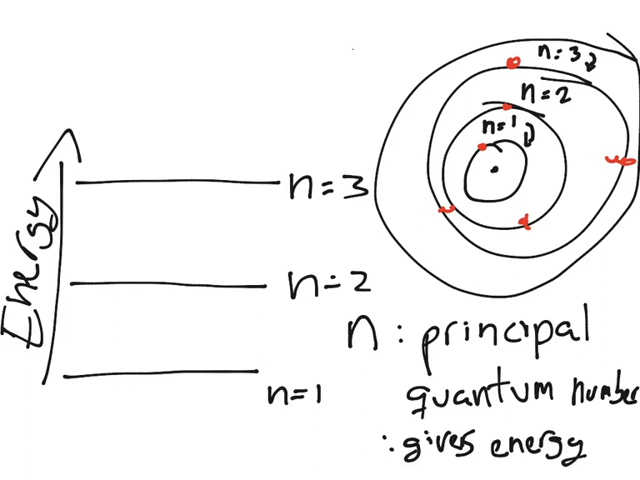 Energy
n=3
n=2
n=1
n=3
n=2
n=1
n: principal
quantum number
: gives energy